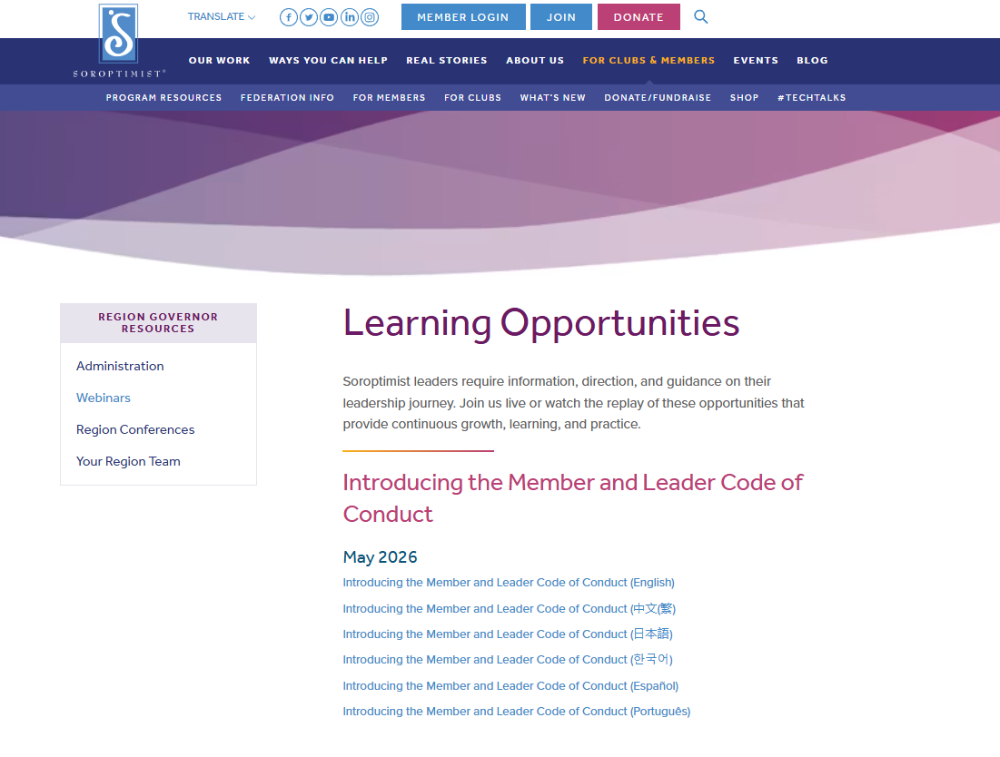 TRANSLATE
MEMBER LOGIN
JOIN
DONATE
SOROPTIMIST®
OUR WORK
WAYS YOU CAN HELP
REAL STORIES
ABOUT US
FOR CLUBS & MEMBERS
EVENTS
BLOG
PROGRAM RESOURCES
FEDERATION INFO
FOR MEMBERS
FOR CLUBS
WHAT'S NEW
DONATE/FUNDRAISE
SHOP
#TECHTALKS
REGION GOVERNOR
RESOURCES
Administration
Webinars
Region Conferences
Your Region Team
Learning Opportunities
Soroptimist leaders require information, direction, and guidance on their
leadership journey. Join us live or watch the replay of these opportunities that
provide continuous growth, learning, and practice.
Introducing the Member and Leader Code of
Conduct
May 2026
Introducing the Member and Leader Code of Conduct (English)
Introducing the Member and Leader Code of Conduct (中文(繁)
Introducing the Member and Leader Code of Conduct (日本語)
Introducing the Member and Leader Code of Conduct (한국어)
Introducing the Member and Leader Code of Conduct (Español)
Introducing the Member and Leader Code of Conduct (Português)